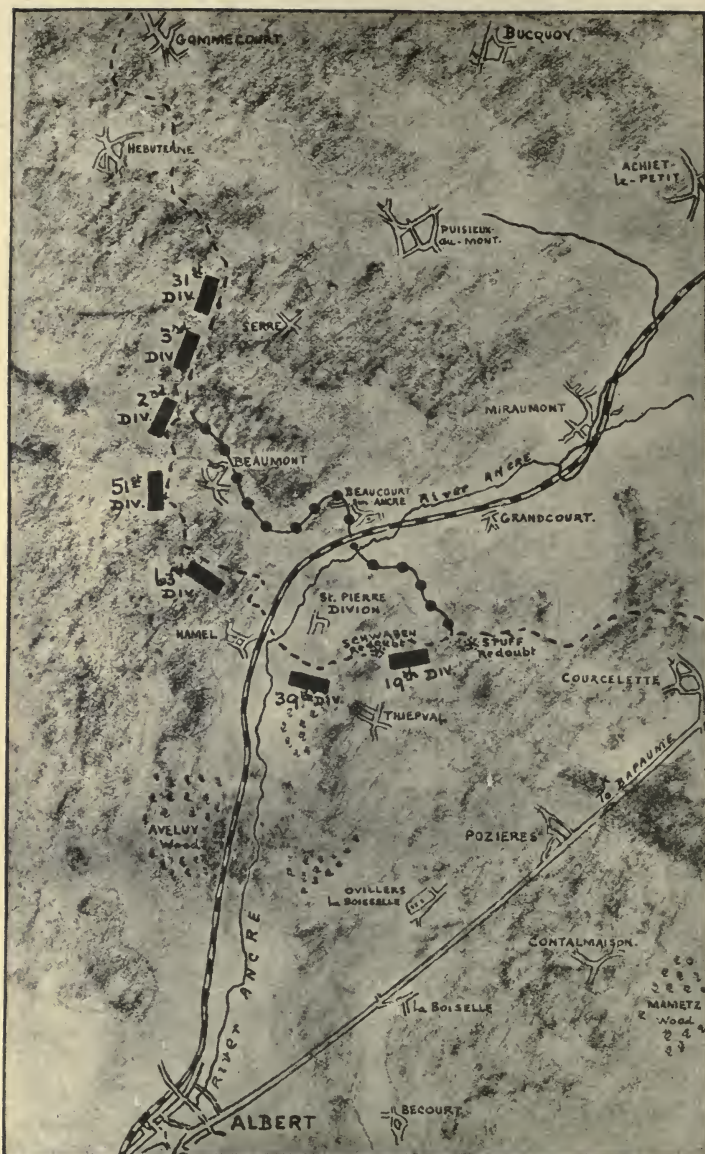 GOMMECOURT.
BUCQUOY.
HEBUTERNE
ACHIET-
le-PETIT.
PUISIEUX-
au-MONT.
31st
DIV.
SERRE
3rd
DIV
2nd
DIV.
MIRAUMONT
BEAUMONT
51st
DIV.
BEAUCOURT
sur ANCRE
River ANCRE
GRANDCOURT.
63rd
DIV.
St. PIERRE
DIVION
HAMEL
SCHWABEN
Redoubt
STUFF
Redoubt
19th DIV
39th DIV.
COURCELETTE
THIEPVAL
To BAPAUME
AVELUY
Wood
POZIERES
OVILLERS
la BOISSELLE
CONTALMAISON.
MAMETZ
Wood
La BOISELLE
River ANCRE
ALBERT
BECOURT